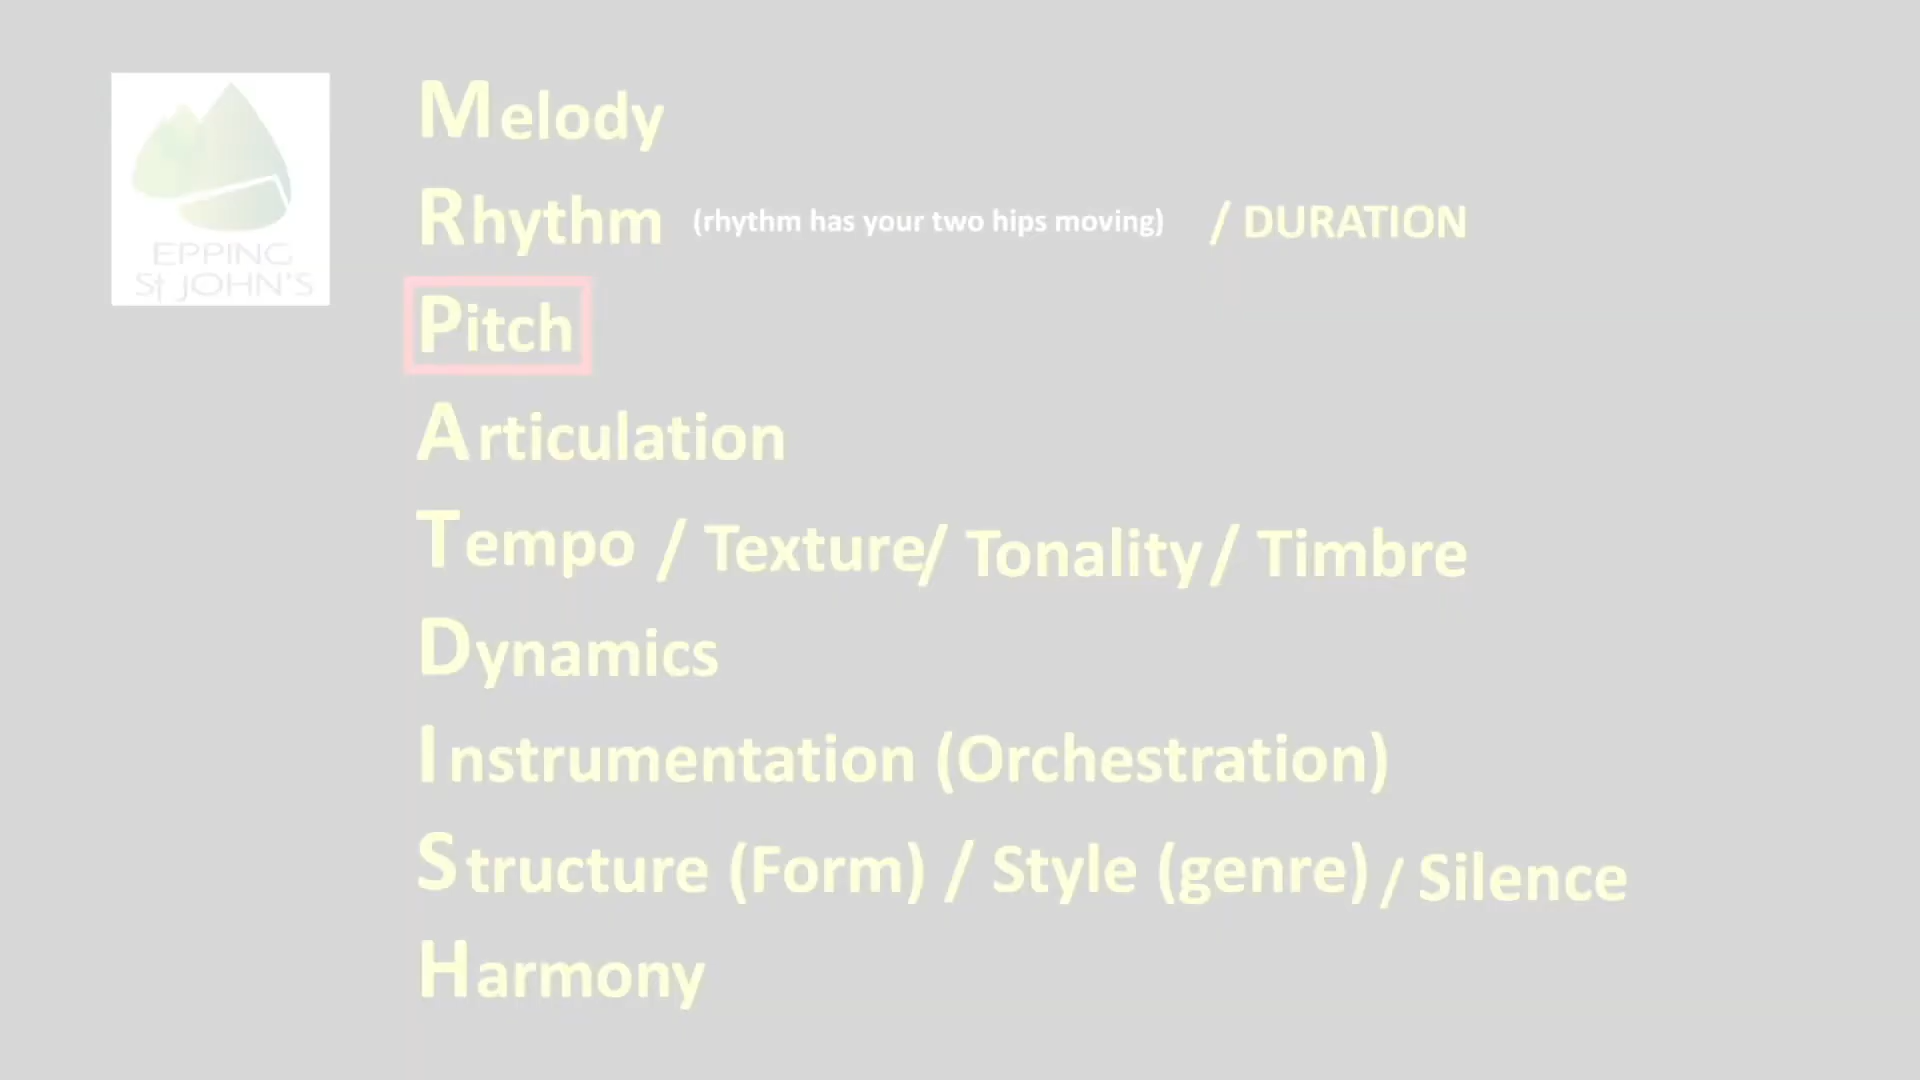 EPPING
St JOHN'S
Melody
Rhythm (rhythm has your two hips moving) / DURATION
Pitch
Articulation
Tempo / Texture/ Tonality/ Timbre
Dynamics
Instrumentation (Orchestration)
Structure (Form) / Style (genre) / Silence
Harmony